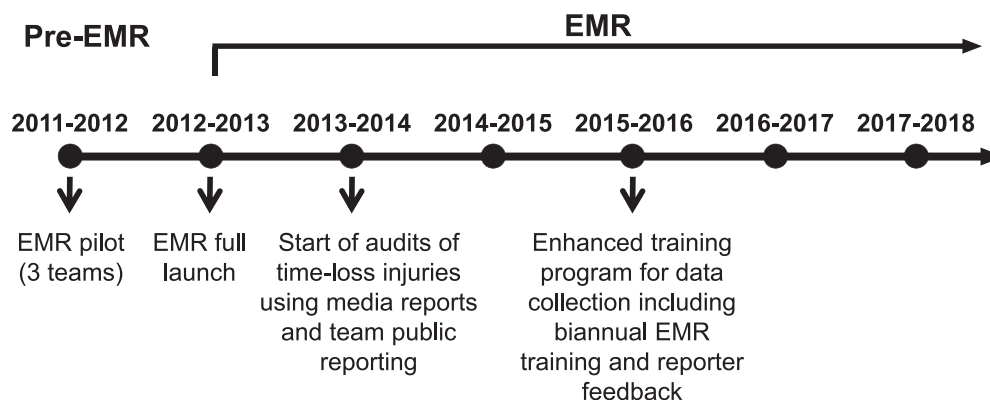 Pre-EMR
EMR
2011-2012 2012-2013 2013-2014 2014-2015 2015-2016 2016-2017 2017-2018
EMR pilot
(3 teams)
EMR full
launch
Start of audits of
time-loss injuries
using media reports
and team public
reporting
Enhanced training
program for data
collection including
biannual EMR
training and reporter
feedback